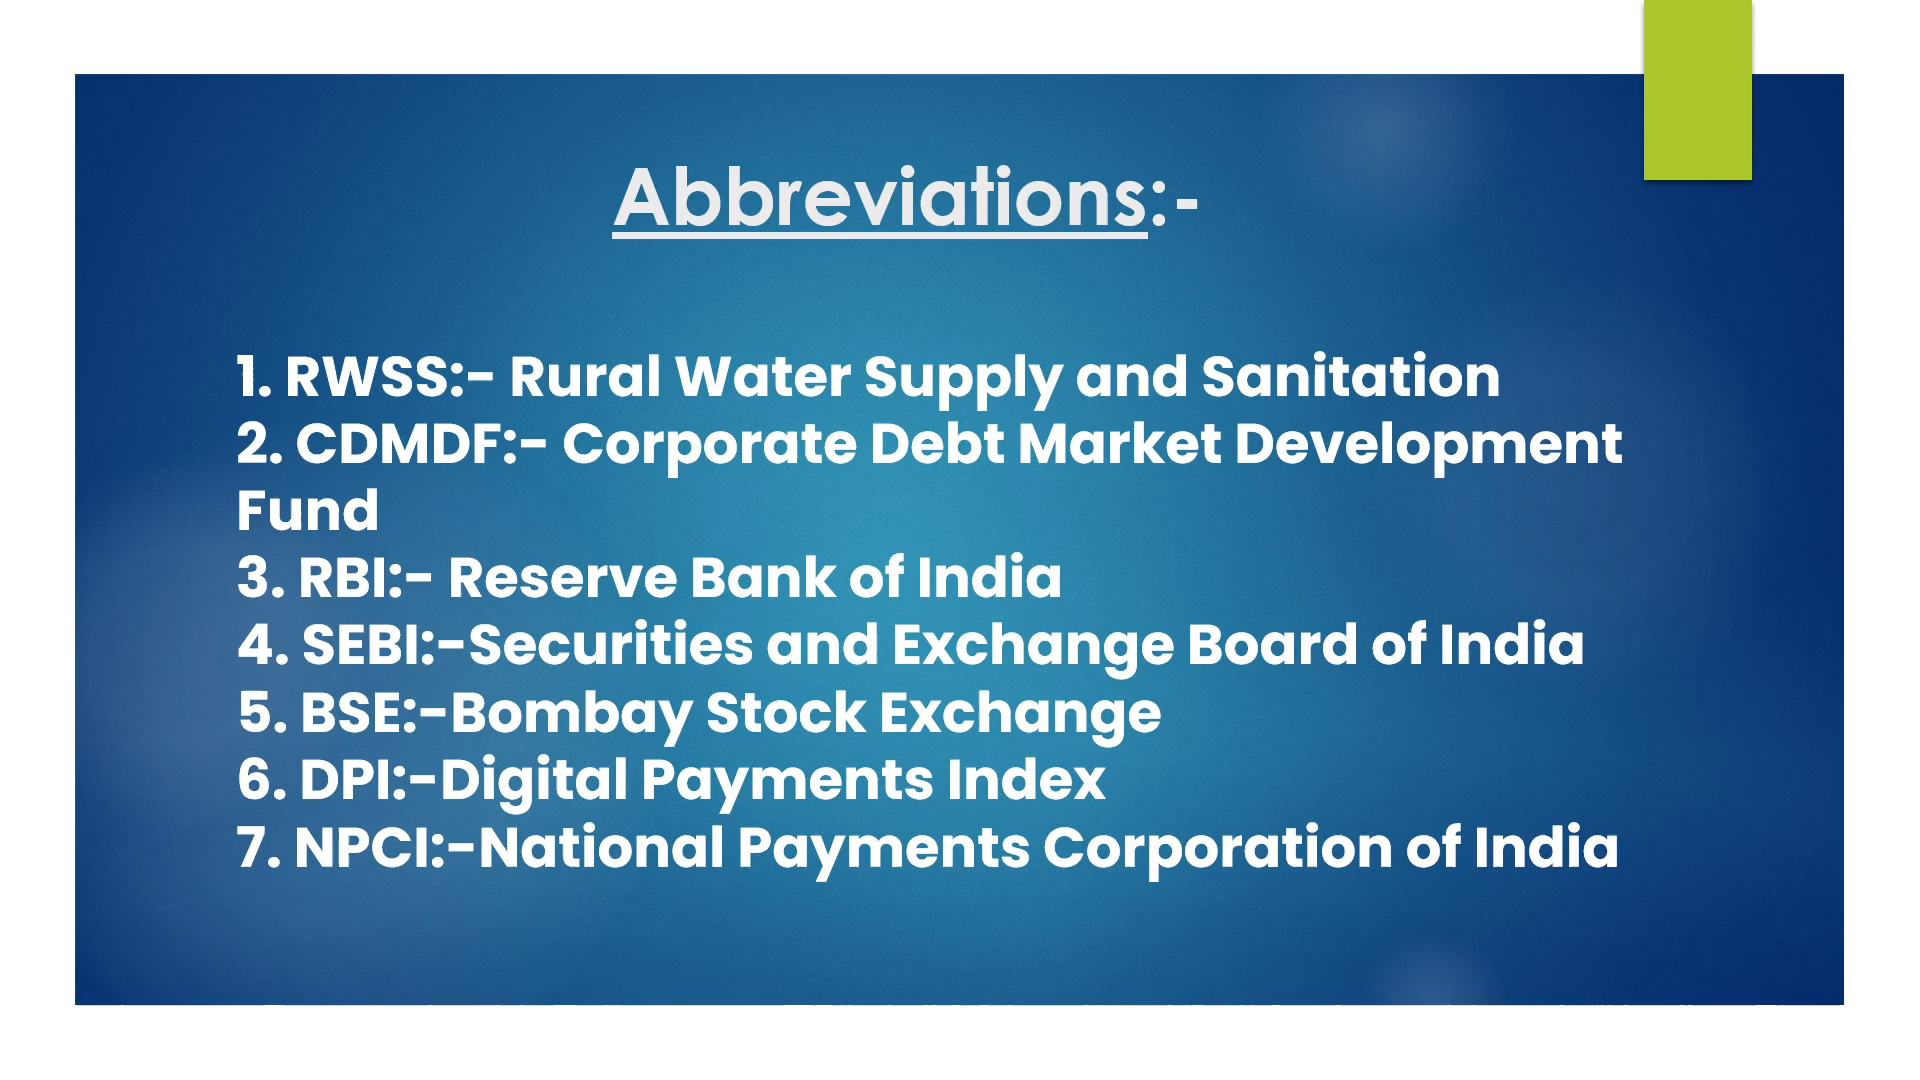 Abbreviations:-
1. RWSS:- Rural Water Supply and Sanitation
2. CDMDF:- Corporate Debt Market Development
Fund
3. RBI:- Reserve Bank of India
4. SEBI:-Securities and Exchange Board of India
5. BSE:-Bombay Stock Exchange
6. DPI:-Digital Payments Index
7. NPCI:-National Payments Corporation of India